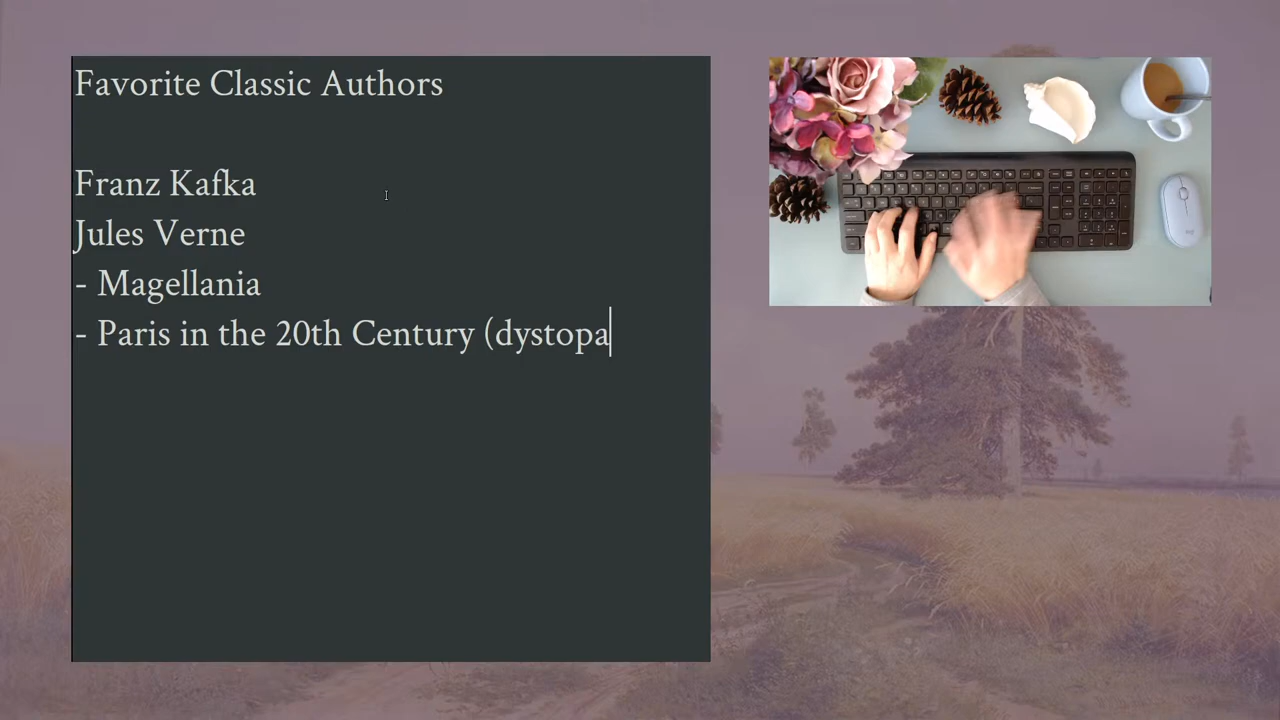 Favorite Classic Authors
Franz Kafka
Jules Verne
- Magellania
- Paris in the 20th Century (dystopa